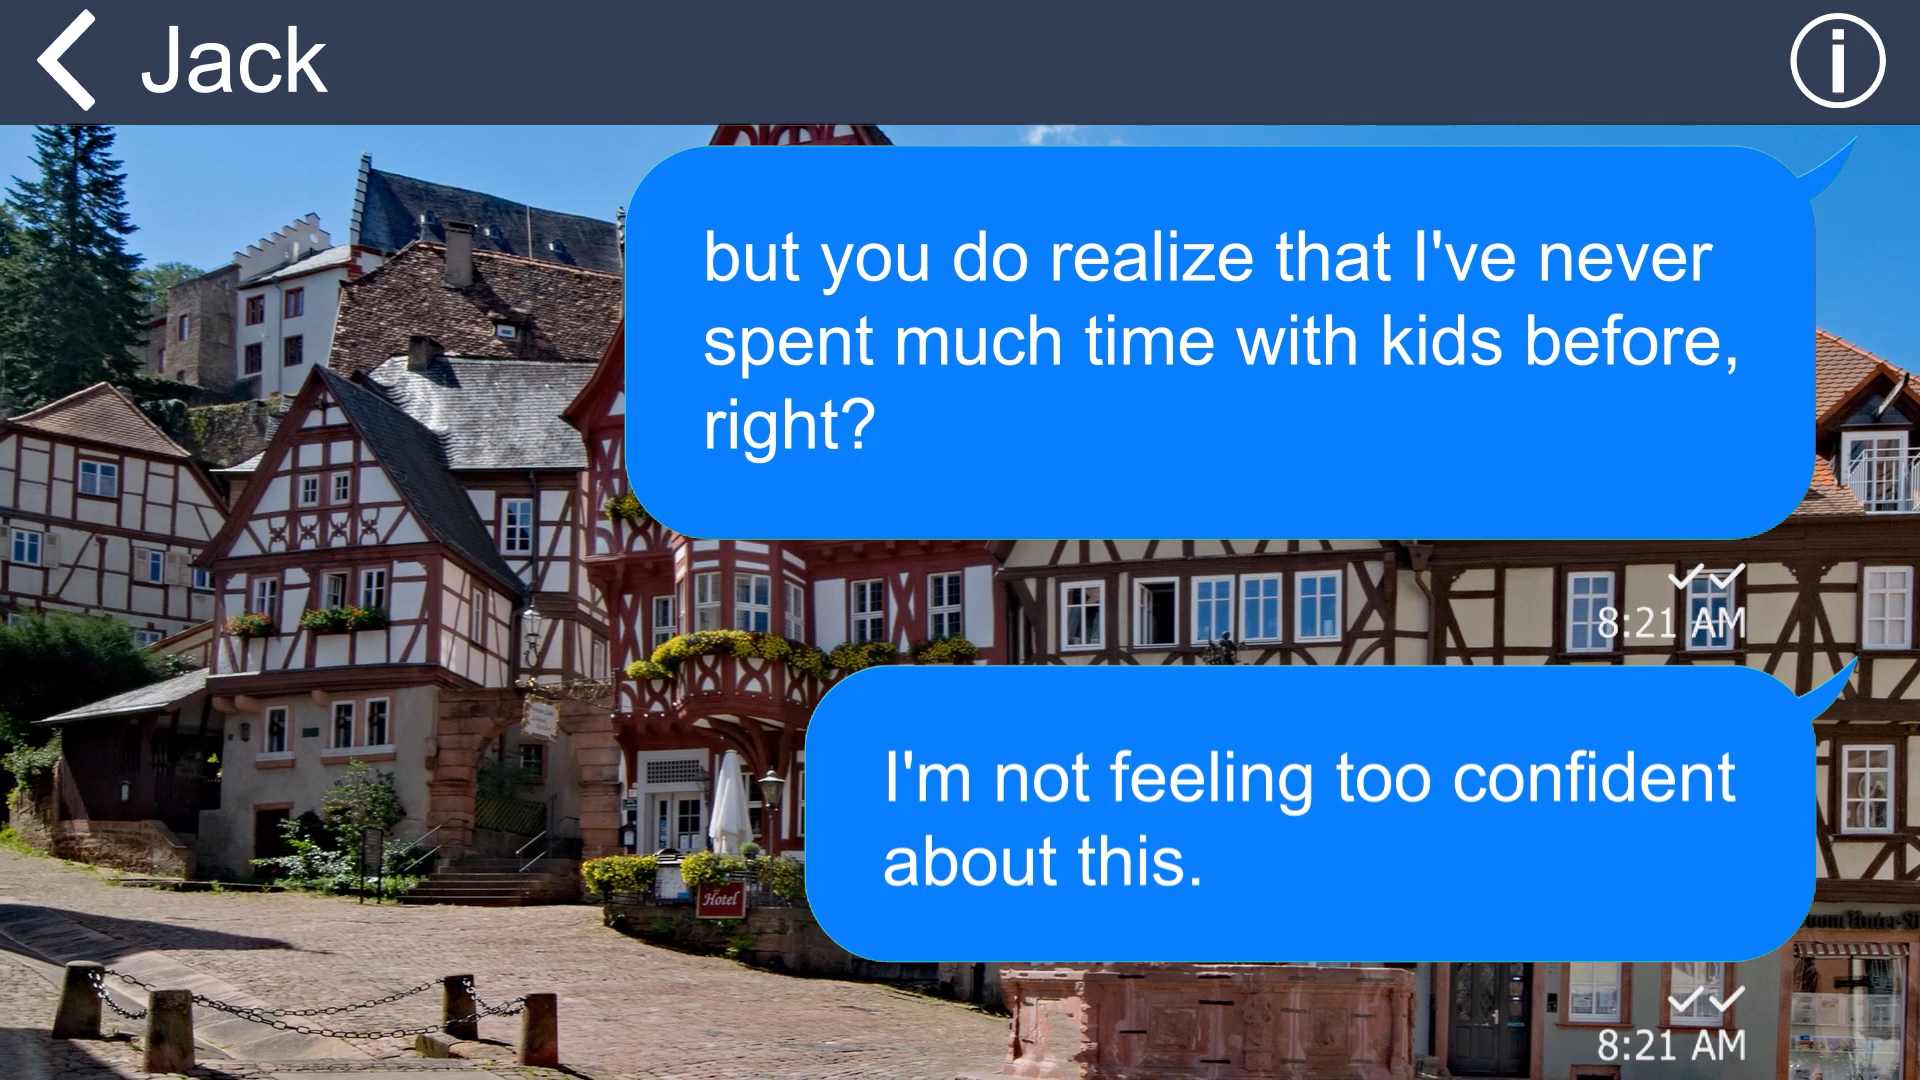 Jack
but you do realize that I've never
spent much time with kids before,
right?
8:21 AM
I'm not feeling too confident
about this.
Hotel
8:21 AM